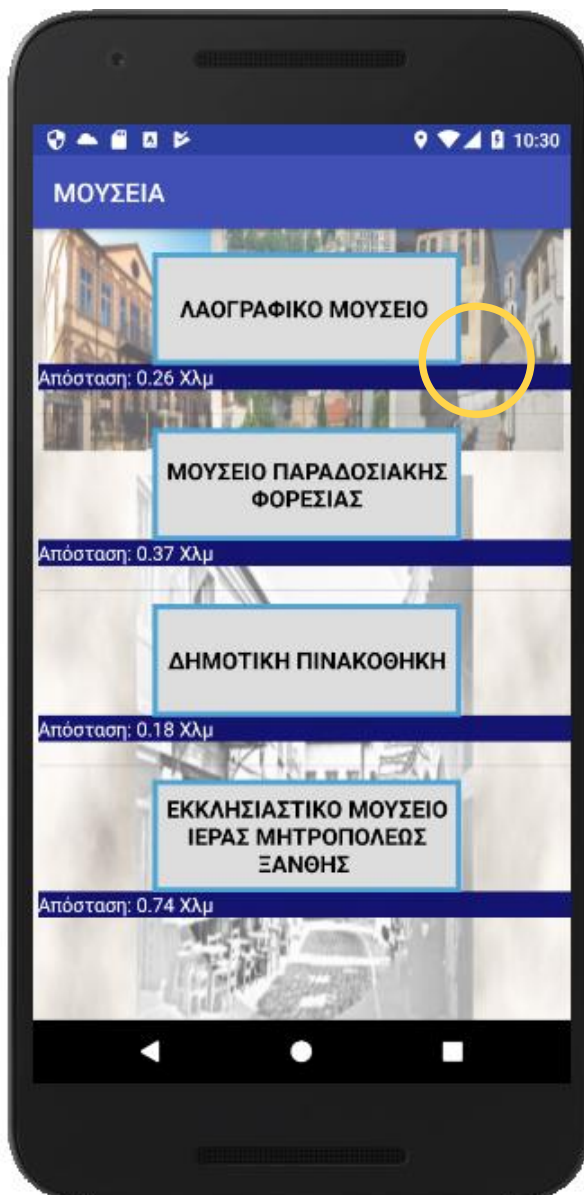 10:30
ΜΟΥΣΕΙΑ
ΛΑΟΓΡΑΦΙΚΟ ΜΟΥΣΕΙΟ
Απόσταση: 0.26 Χλμ
ΜΟΥΣΕΙΟ ΠΑΡΑΔΟΣΙΑΚΗΣ
ΦΟΡΕΣΙΑΣ
Απόσταση: 0.37 Χλμ
ΔΗΜΟΤΙΚΗ ΠΙΝΑΚΟΘΗΚΗ
Απόσταση: 0.18 Χλμ
ΕΚΚΛΗΣΙΑΣΤΙΚΟ ΜΟΥΣΕΙΟ
ΙΕΡΑΣ ΜΗΤΡΟΠΟΛΕΩΣ
ΞΑΝΘΗΣ
Απόσταση: 0.74 Χλμ